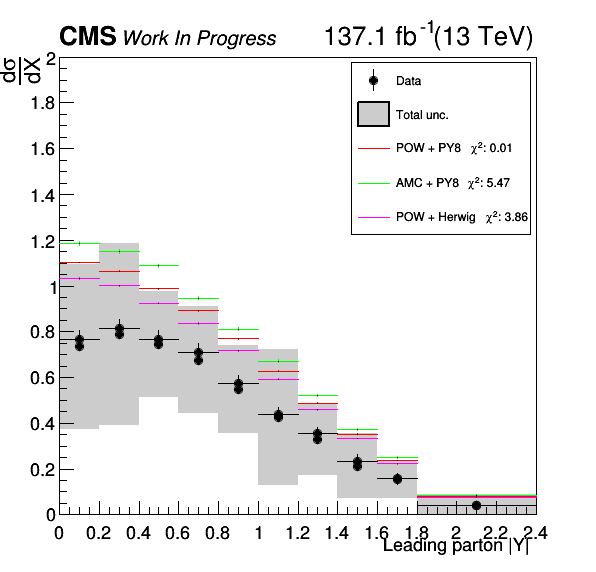 CMS Work In Progress 137.1 fb⁻¹(13 TeV)
dσ
dX
2
1.8
1.6
1.4
1.2
1
0.8
0.6
0.4
0.2
0
Data
Total unc.
POW + PY8 χ²: 0.01
AMC + PY8 χ²: 5.47
POW + Herwig χ²: 3.86
0 0.2 0.4 0.6 0.8 1 1.2 1.4 1.6 1.8 2 2.2 2.4
Leading parton |Y|